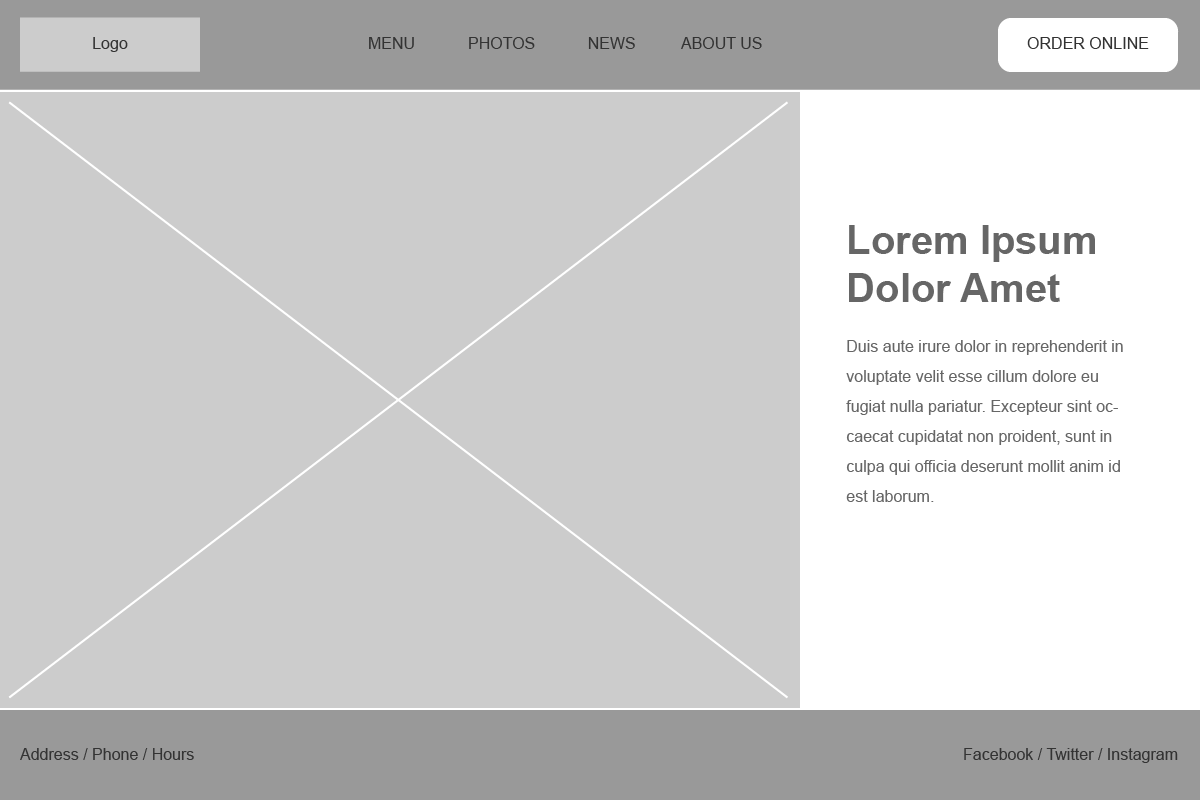 Logo
MENU
PHOTOS
NEWS
ABOUT US
ORDER ONLINE
Lorem Ipsum
Dolor Amet
Duis aute irure dolor in reprehenderit in
voluptate velit esse cillum dolore eu
fugiat nulla pariatur. Excepteur sint oc-
caecat cupidatat non proident, sunt in
culpa qui officia deserunt mollit anim id
est laborum.
Address / Phone / Hours
Facebook / Twitter / Instagram